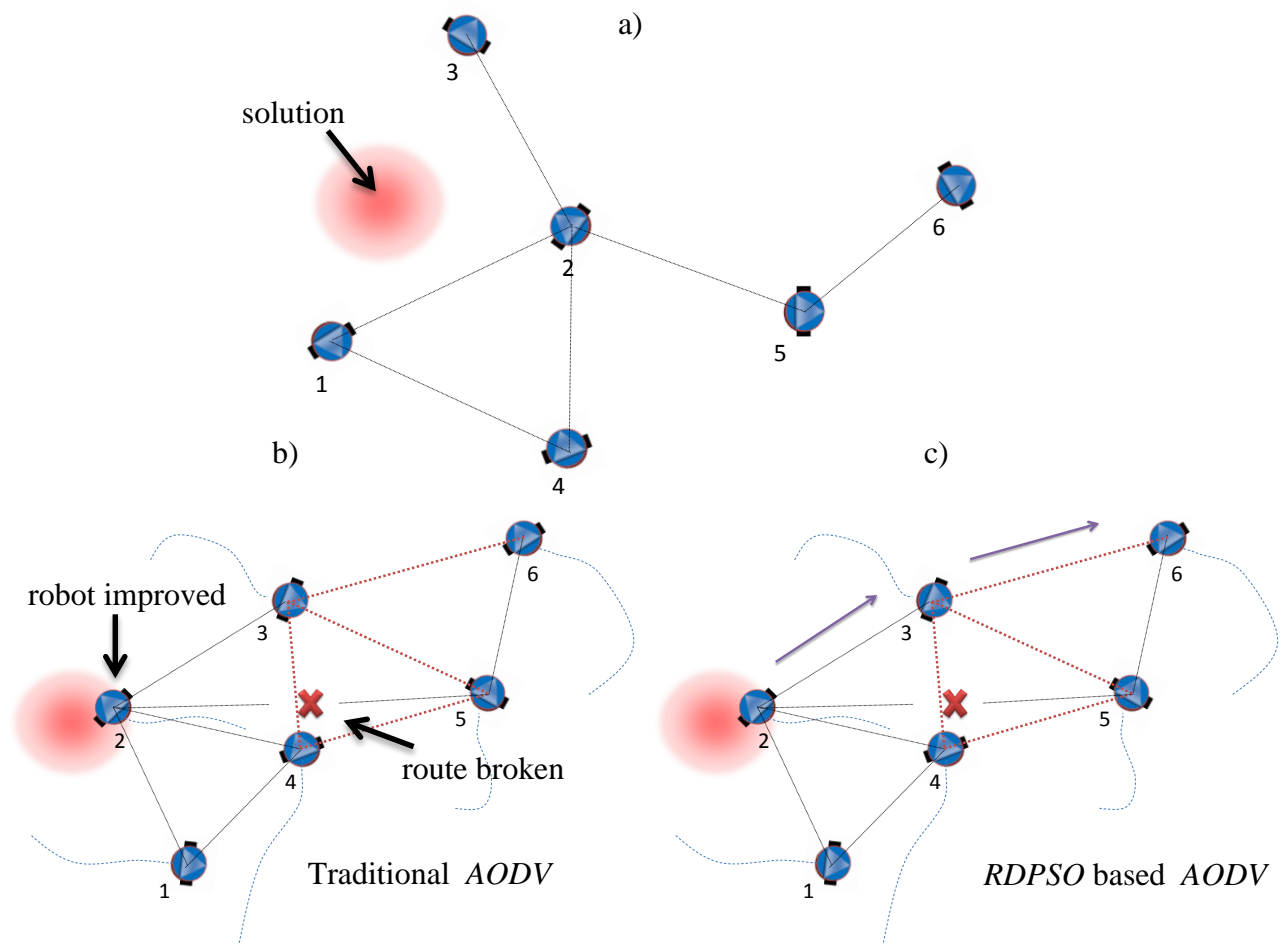 a)
3
solution
6
2
5
1
4
b)
c)
6
6
robot improved
3
3
2
5
2
5
4
route broken
4
1
Traditional AODV
1
RDPSO based AODV